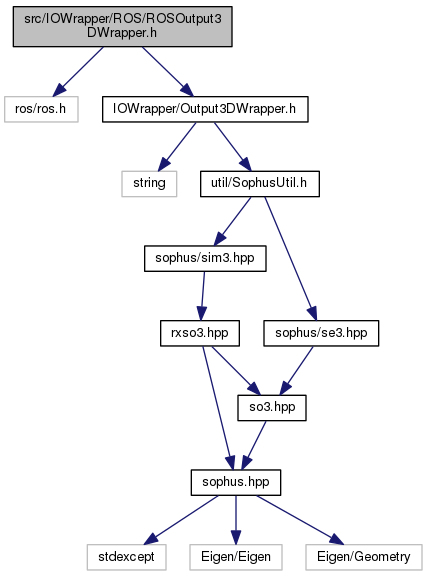 src/IOWrapper/ROS/ROSOutput3
DWrapper.h
ros/ros.h
IOWrapper/Output3DWrapper.h
string
util/SophusUtil.h
sophus/sim3.hpp
rxso3.hpp
sophus/se3.hpp
so3.hpp
sophus.hpp
stdexcept
Eigen/Eigen
Eigen/Geometry